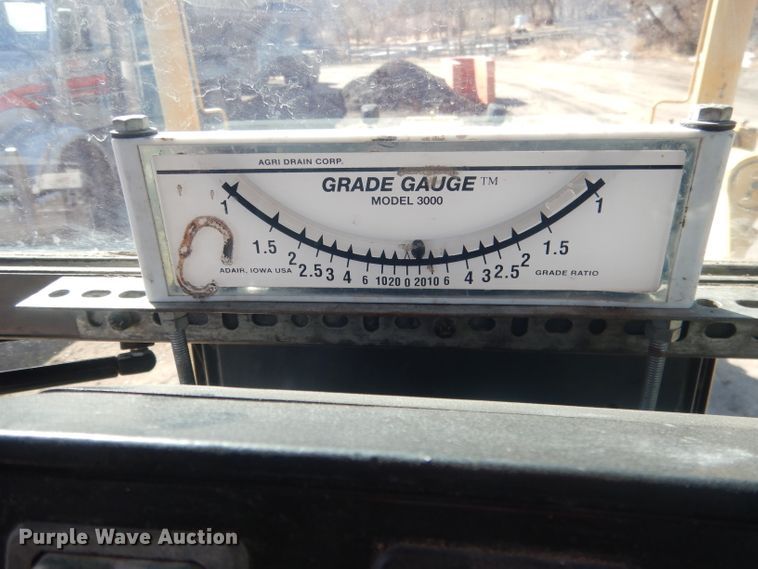 AGRI DRAIN CORP.
GRADE GAUGE™
MODEL 3000
1 1
1.5 1.5
2 2
2.5 3 4 6 10 20 0 20 10 6 4 3 2.5
ADAIR, IOWA USA GRADE RATIO
Purple Wave Auction